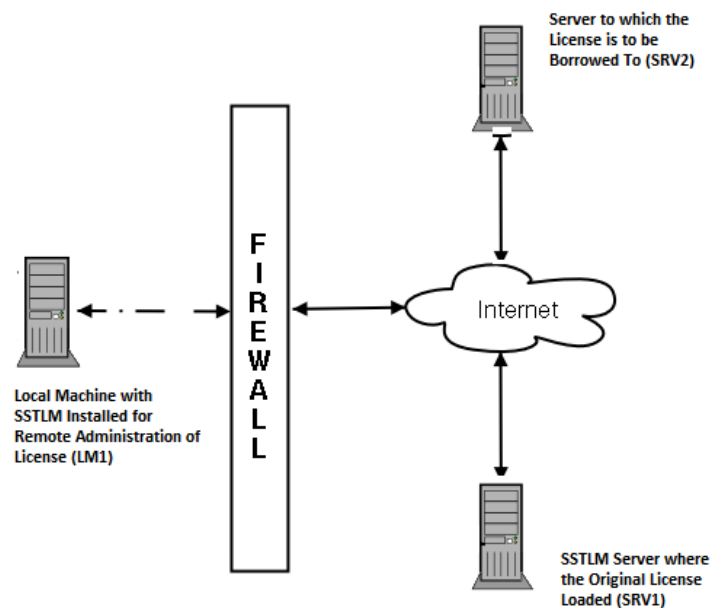 Server to which the
License is to be
Borrowed To (SRV2)
FIREWALL
Internet
Local Machine with
SSTLM Installed for
Remote Administration of
License (LM1)
SSTLM Server where
the Original License
Loaded (SRV1)